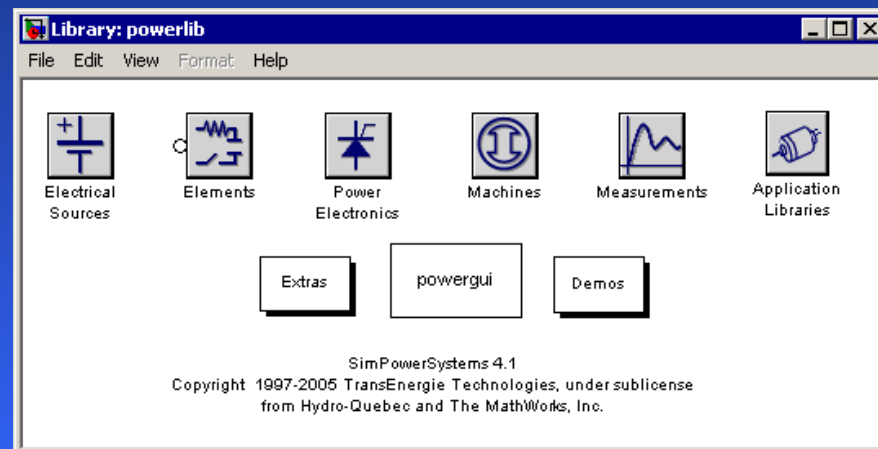 Library: powerlib
File Edit View Format Help
Electrical Sources
Elements
Power Electronics
Machines
Measurements
Application Libraries
Extras
powergui
Demos
SimPowerSystems 4.1
Copyright 1997-2005 TransEnergie Technologies, under sublicense
from Hydro-Quebec and The MathWorks, Inc.